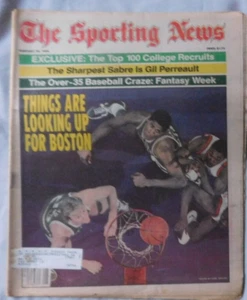 The Sporting News
EXCLUSIVE: The Top 100 College Recruits
The Sharpest Sabre Is Gil Perreault
The Over-35 Baseball Craze: Fantasy Week
THINGS ARE
LOOKING UP
FOR BOSTON